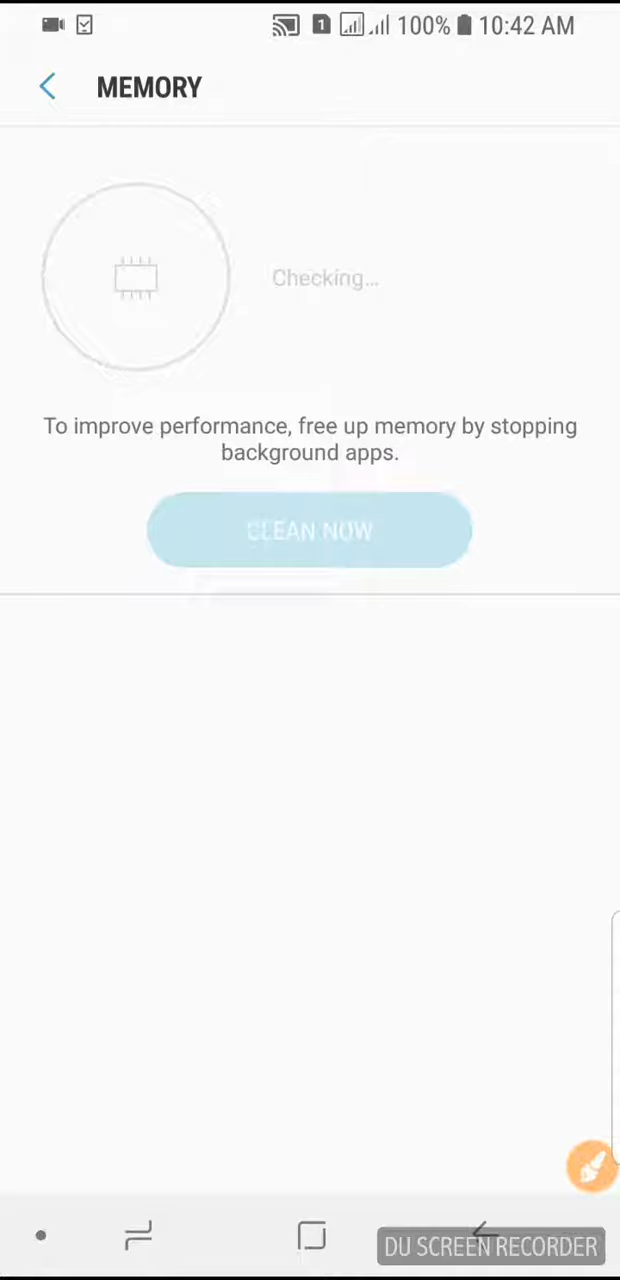 1 100% 10:42 AM
MEMORY
Checking...
To improve performance, free up memory by stopping
background apps.
CLEAN NOW
DU SCREEN RECORDER